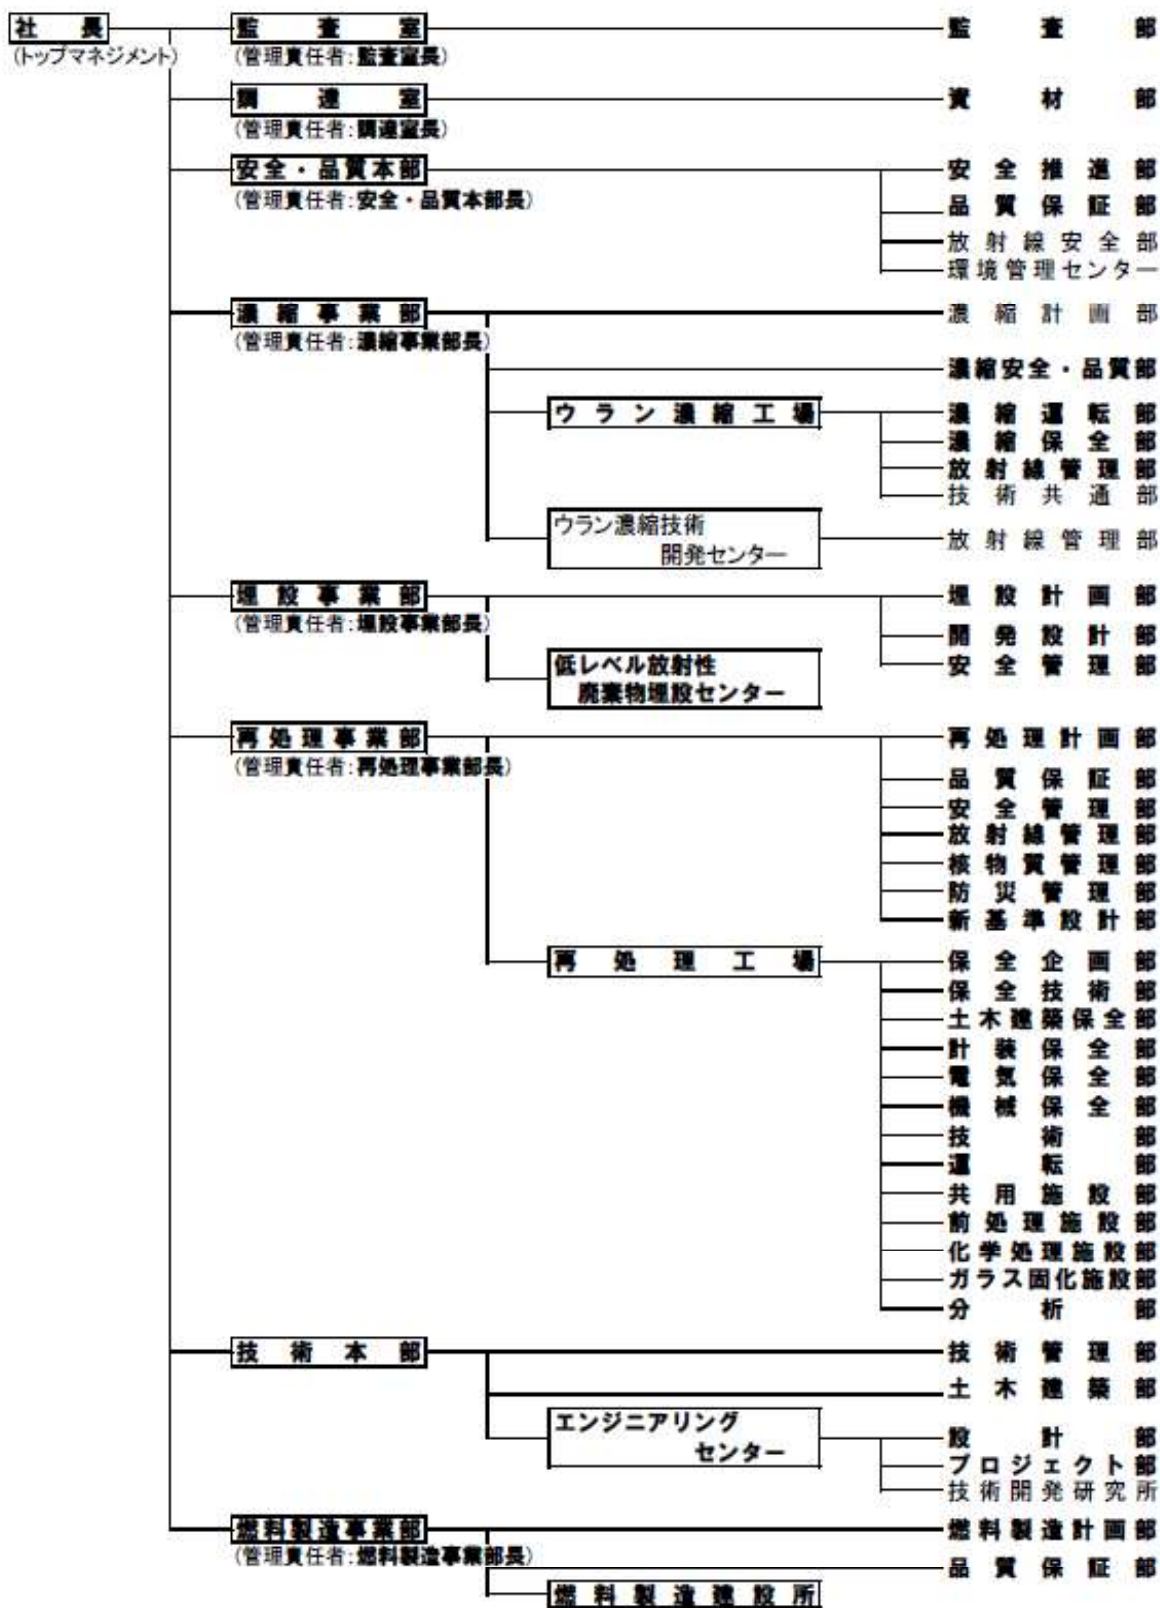 社長 監査室 監査部
(トップマネジメント) (管理責任者:監査室長)
調達室 資材部
(管理責任者:調達室長)
安全・品質本部 安全推進部
(管理責任者:安全・品質本部長)
品質保証部
放射線安全部
環境管理センター
濃縮事業部 濃縮計画部
(管理責任者:濃縮事業部長)
濃縮安全・品質部
ウラン濃縮工場 濃縮運転部
濃縮保全部
放射線管理部
技術共通部
ウラン濃縮技術
開発センター 放射線管理部
埋設事業部 埋設計画部
(管理責任者:埋設事業部長)
開発設計部
低レベル放射性 安全管理部
廃棄物埋設センター
再処理事業部 再処理計画部
(管理責任者:再処理事業部長)
品質保証部
安全管理部
放射線管理部
核物質管理部
防災管理部
新基準設計部
再処理工場 保全企画部
保全技術部
土木建築保全部
計装保全部
電気保全部
機械保全部
技術部
運転部
共用施設部
前処理施設部
化学処理施設部
ガラス固化施設部
分析部
技術本部 技術管理部
土木建築部
エンジニアリング
センター 設計部
プロジェクト部
技術開発研究所
燃料製造事業部 燃料製造計画部
(管理責任者:燃料製造事業部長)
品質保証部
燃料製造建設所